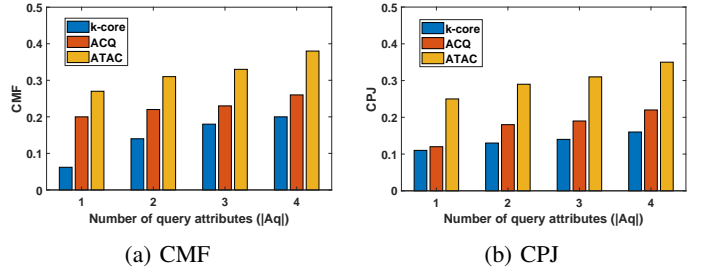 0.5
0.4
0.3
0.2
0.1
0
CMF
k-core
ACQ
ATAC
1 2 3 4
Number of query attributes (|Aq|)
(a) CMF
0.5
0.4
0.3
0.2
0.1
0
CPJ
k-core
ACQ
ATAC
1 2 3 4
Number of query attributes (|Aq|)
(b) CPJ